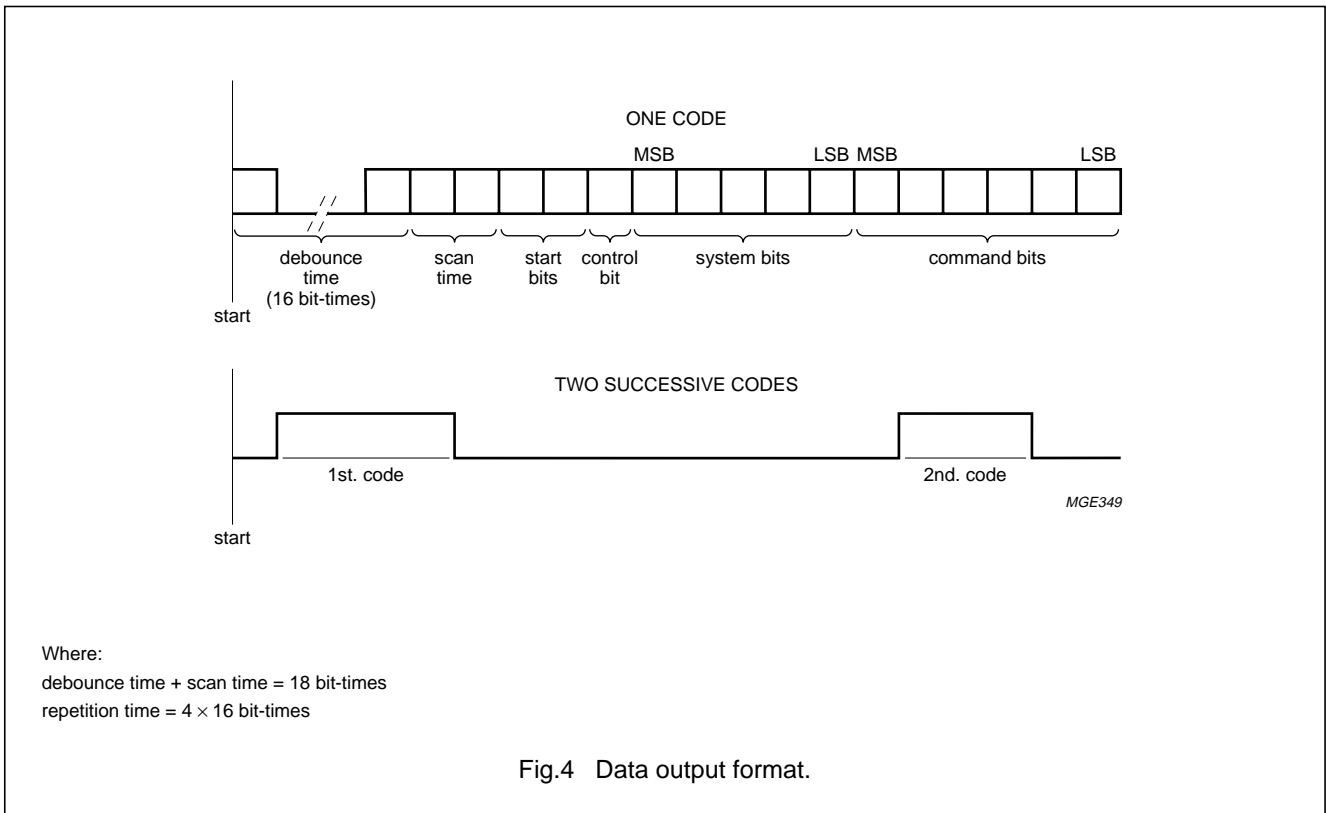 ONE CODE
MSB LSB MSB LSB
debounce time (16 bit-times)
scan time
start bits
control bit
system bits
command bits
start
TWO SUCCESSIVE CODES
1st. code
2nd. code
MGE349
start
Where:
debounce time + scan time = 18 bit-times
repetition time = 4 × 16 bit-times
Fig.4 Data output format.